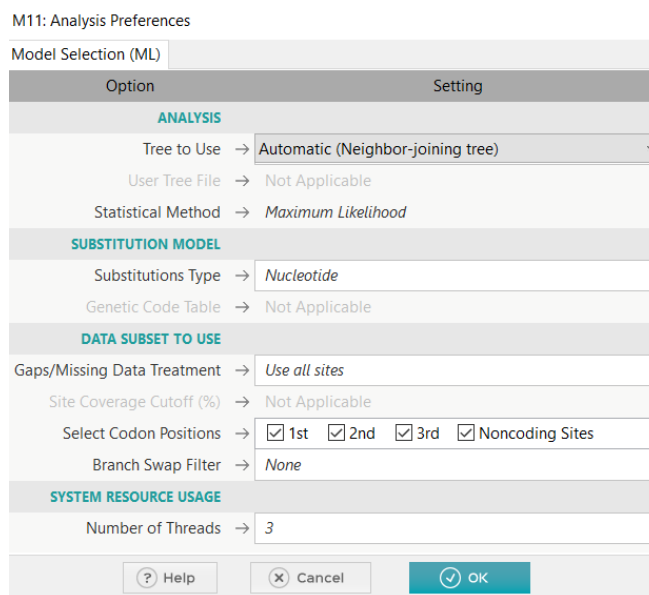 M11: Analysis Preferences
Model Selection (ML)
Option Setting
ANALYSIS
Tree to Use → Automatic (Neighbor-joining tree)
User Tree File → Not Applicable
Statistical Method → Maximum Likelihood
SUBSTITUTION MODEL
Substitutions Type → Nucleotide
Genetic Code Table → Not Applicable
DATA SUBSET TO USE
Gaps/Missing Data Treatment → Use all sites
Site Coverage Cutoff (%) → Not Applicable
Select Codon Positions → 1st 2nd 3rd Noncoding Sites
Branch Swap Filter → None
SYSTEM RESOURCE USAGE
Number of Threads → 3
? Help Cancel OK